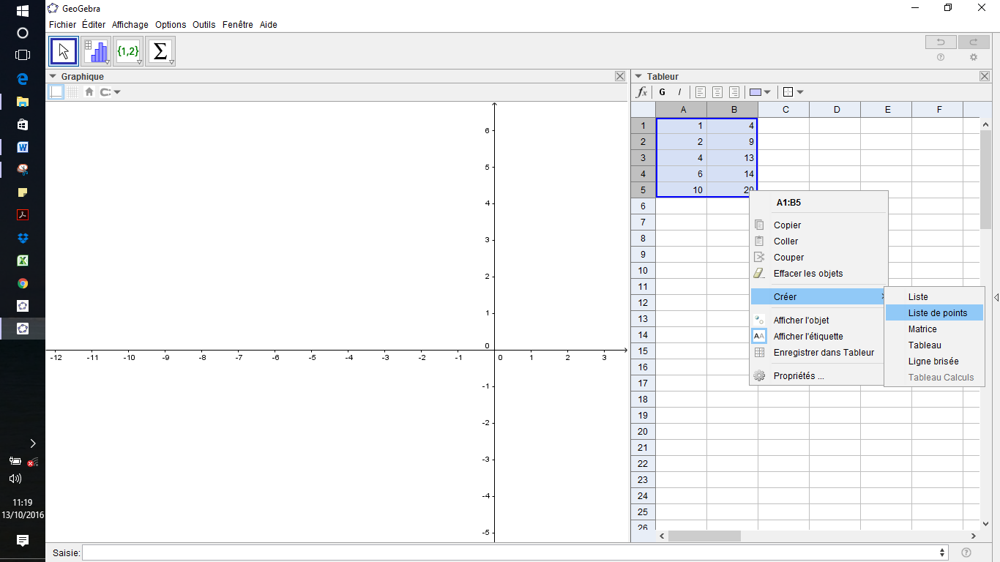 GeoGebra
Fichier Éditer Affichage Options Outils Fenêtre Aide
{1,2} Σ
Graphique
Tableur
fx G I
A B C D E F
1 1 4
2 2 9
3 4 13
4 6 14
5 10 20
6
7
8
9
10
11
12
13
14
15
16
17
18
19
20
21
22
23
24
25
26
A1:B5
Copier
Coller
Couper
Effacer les objets
Créer
Afficher l'objet
AA Afficher l'étiquette
Enregistrer dans Tableur
Propriétés ...
Liste
Liste de points
Matrice
Tableau
Ligne brisée
Tableau Calculs
6
5
4
3
2
1
0
-12 -11 -10 -9 -8 -7 -6 -5 -4 -3 -2 -1 0 1 2 3
-1
-2
-3
-4
-5
11:19
13/10/2016
Saisie: